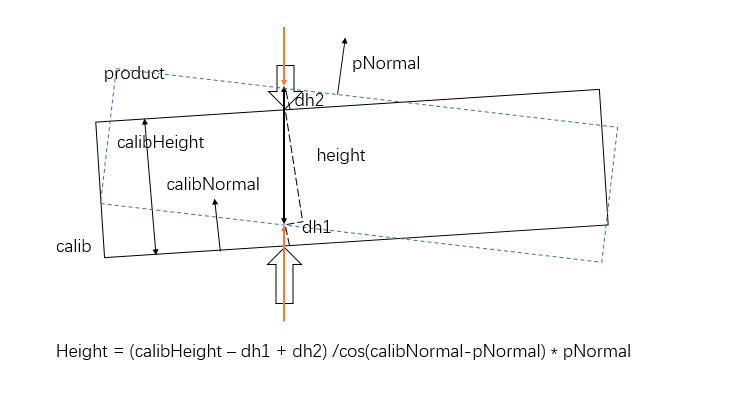 pNormal
product
dh2
calibHeight
height
calibNormal
dh1
calib
Height = (calibHeight – dh1 + dh2) /cos(calibNormal-pNormal) * pNormal